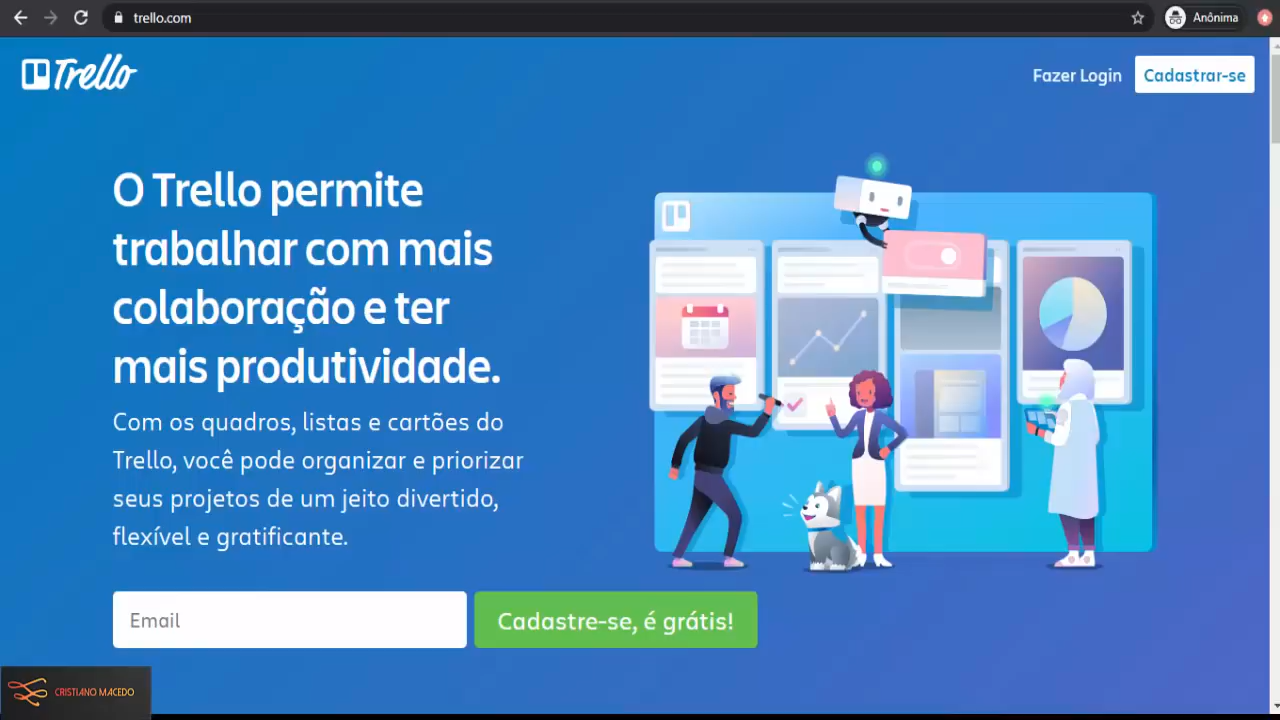 trello.com
Anônima
Trello
Fazer Login
Cadastrar-se
O Trello permite
trabalhar com mais
colaboração e ter
mais produtividade.
Com os quadros, listas e cartões do
Trello, você pode organizar e priorizar
seus projetos de um jeito divertido,
flexível e gratificante.
Email
Cadastre-se, é grátis!
CRISTIANO MACEDO